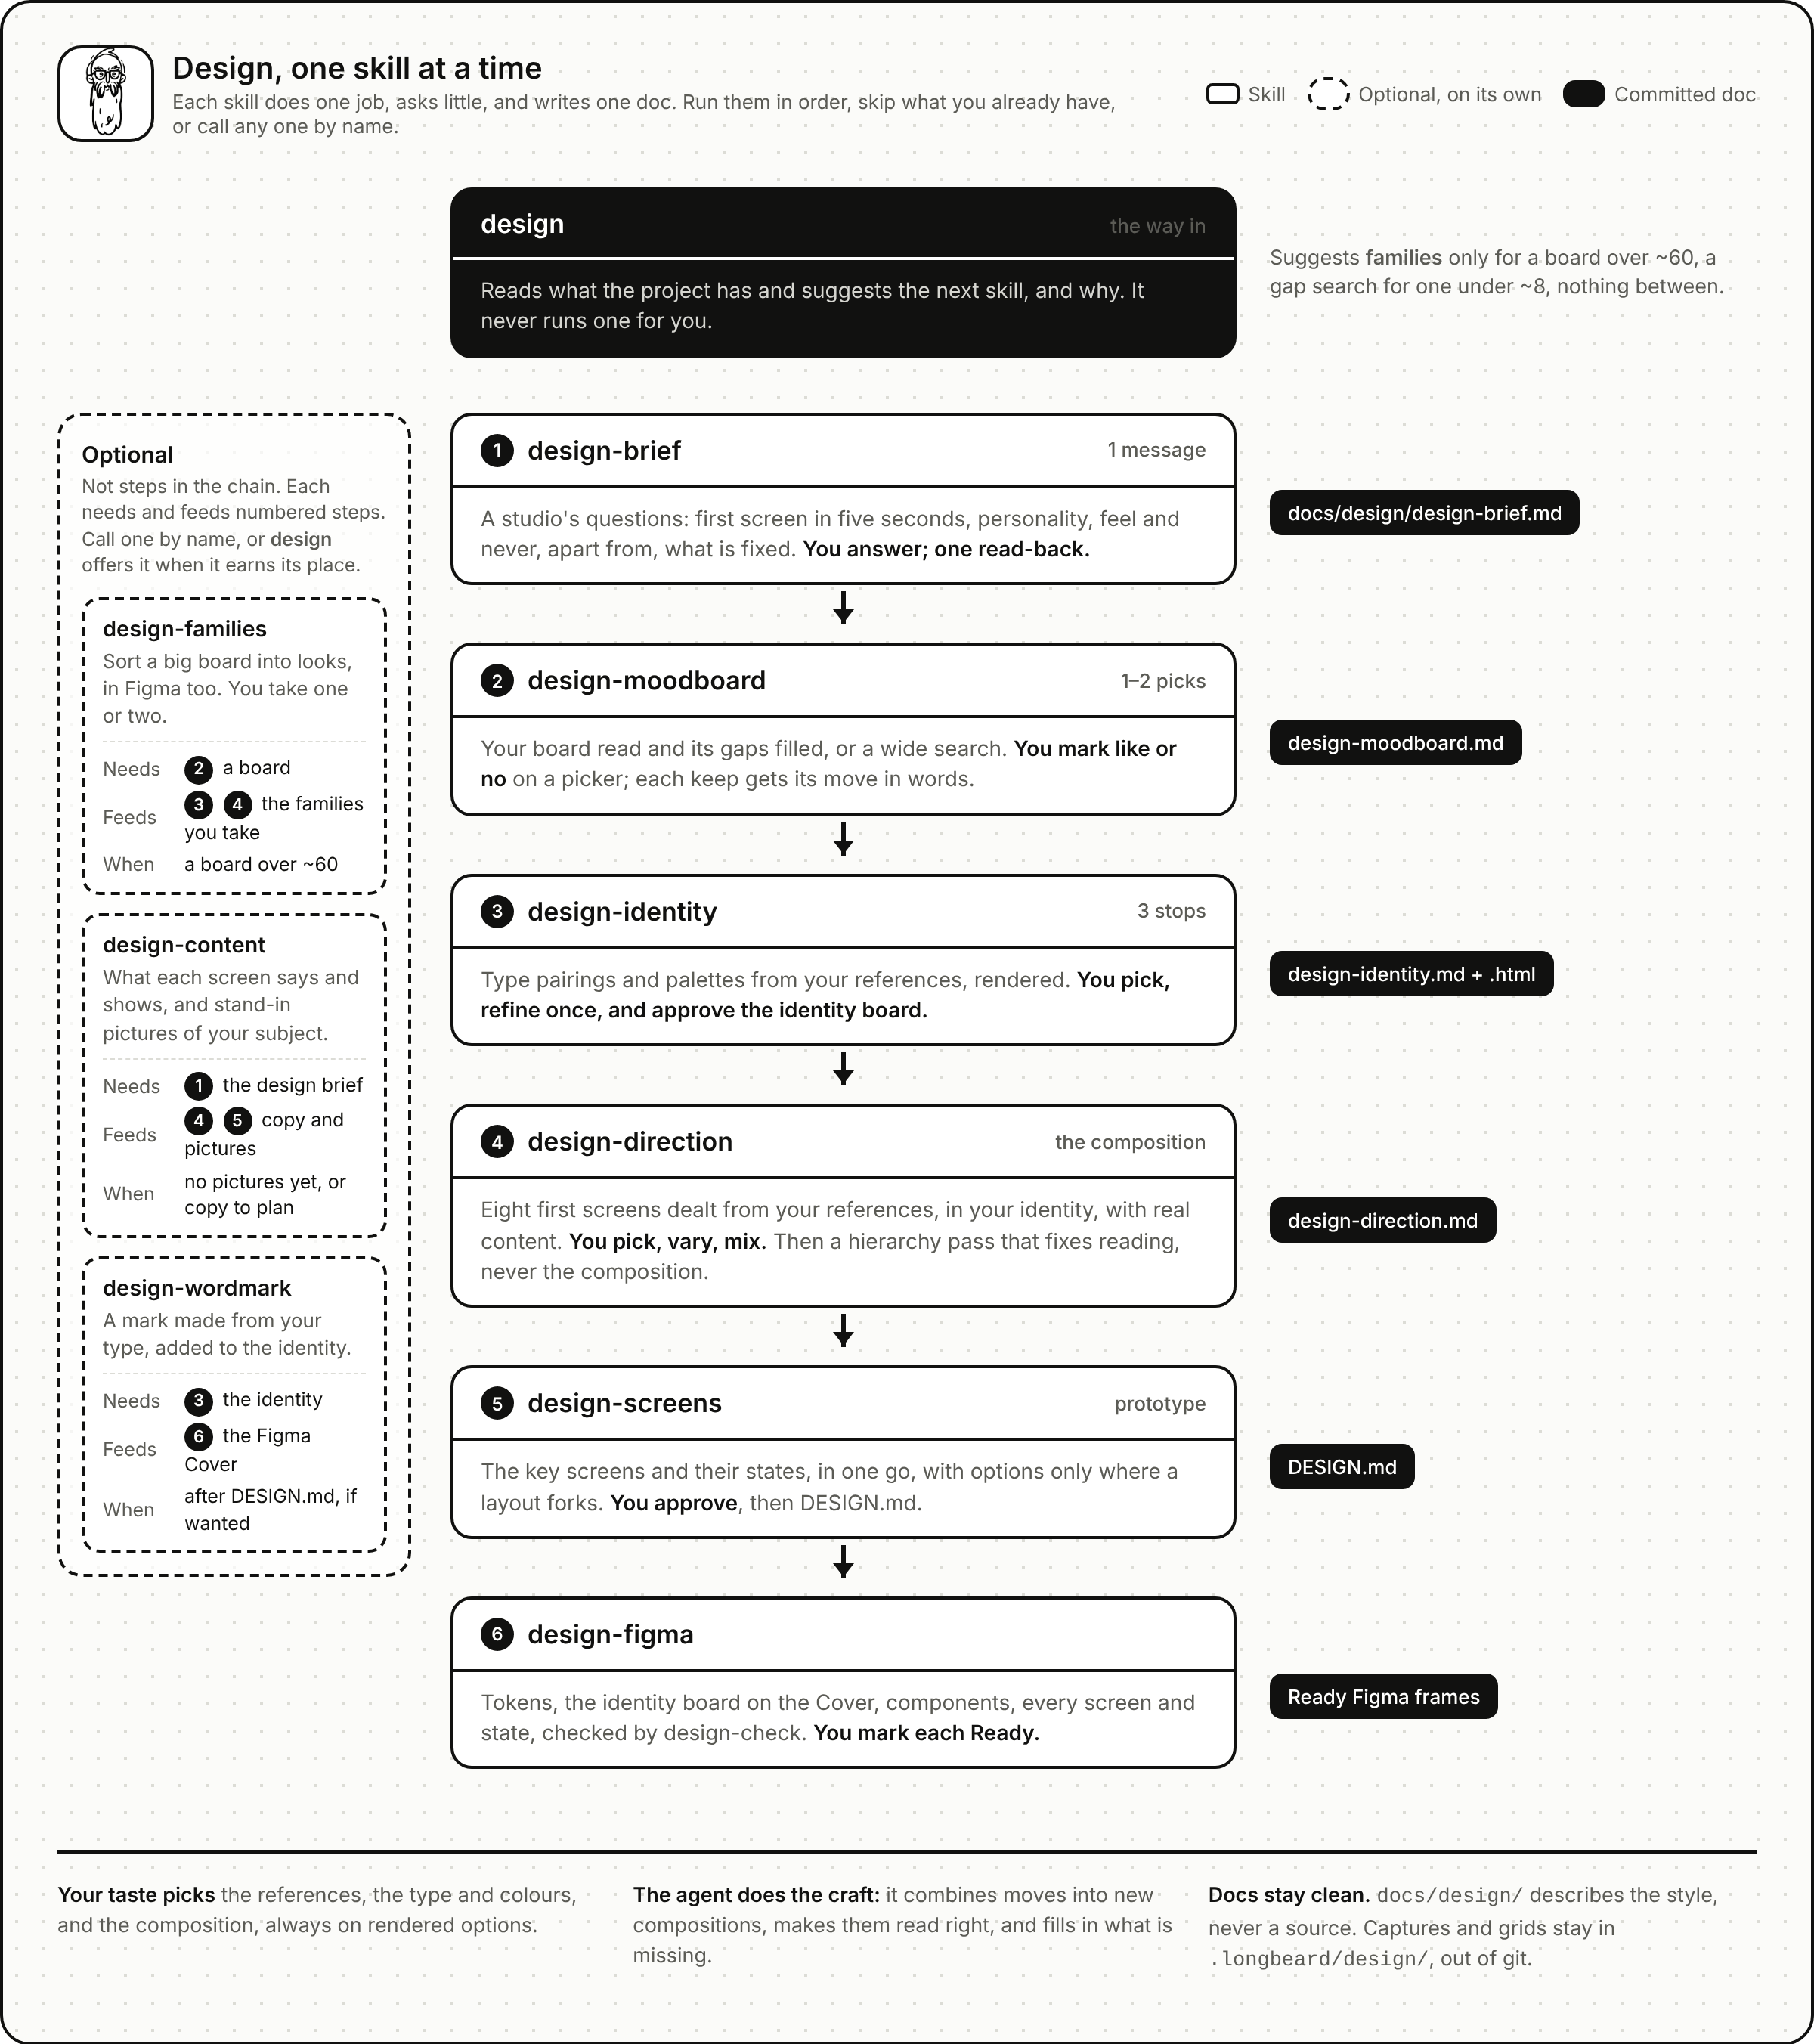 Design, one skill at a time
Each skill does one job, asks little, and writes one doc. Run them in order, skip what you already have,
or call any one by name.
Skill
Optional, on its own
Committed doc
design
the way in
Reads what the project has and suggests the next skill, and why. It
never runs one for you.
Suggests families only for a board over ~60, a
gap search for one under ~8, nothing between.
Optional
Not steps in the chain. Each
needs and feeds numbered steps.
Call one by name, or design
offers it when it earns its place.
design-families
Sort a big board into looks,
in Figma too. You take one
or two.
Needs 2 a board
Feeds 3 4 the families
you take
When a board over ~60
design-content
What each screen says and
shows, and stand-in
pictures of your subject.
Needs 1 the design brief
Feeds 4 5 copy and
pictures
When no pictures yet, or
copy to plan
design-wordmark
A mark made from your
type, added to the identity.
Needs 3 the identity
Feeds 6 the Figma
Cover
When after DESIGN.md, if
wanted
1 design-brief
1 message
A studio's questions: first screen in five seconds, personality, feel and
never, apart from, what is fixed. You answer; one read-back.
docs/design/design-brief.md
2 design-moodboard
1–2 picks
Your board read and its gaps filled, or a wide search. You mark like or
no on a picker; each keep gets its move in words.
design-moodboard.md
3 design-identity
3 stops
Type pairings and palettes from your references, rendered. You pick,
refine once, and approve the identity board.
design-identity.md + .html
4 design-direction
the composition
Eight first screens dealt from your references, in your identity, with real
content. You pick, vary, mix. Then a hierarchy pass that fixes reading,
never the composition.
design-direction.md
5 design-screens
prototype
The key screens and their states, in one go, with options only where a
layout forks. You approve, then DESIGN.md.
DESIGN.md
6 design-figma
Tokens, the identity board on the Cover, components, every screen and
state, checked by design-check. You mark each Ready.
Ready Figma frames
Your taste picks the references, the type and colours,
and the composition, always on rendered options.
The agent does the craft: it combines moves into new
compositions, makes them read right, and fills in what is
missing.
Docs stay clean. docs/design/ describes the style,
never a source. Captures and grids stay in
.longbeard/design/, out of git.